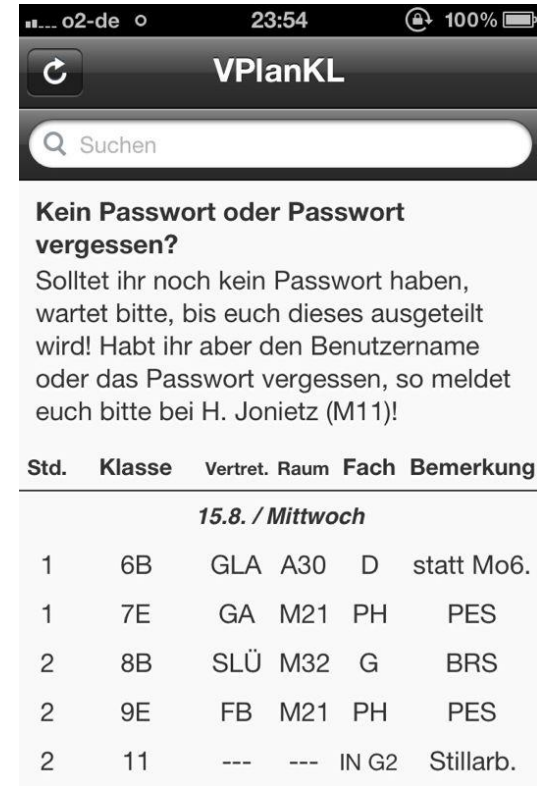 o2-de 23:54 100%
VPlanKL
Suchen
Kein Passwort oder Passwort
vergessen?
Solltet ihr noch kein Passwort haben,
wartet bitte, bis euch dieses ausgeteilt
wird! Habt ihr aber den Benutzername
oder das Passwort vergessen, so meldet
euch bitte bei H. Jonietz (M11)!
Std. Klasse Vertret. Raum Fach Bemerkung
15.8. / Mittwoch
1 6B GLA A30 D statt Mo6.
1 7E GA M21 PH PES
2 8B SLÜ M32 G BRS
2 9E FB M21 PH PES
2 11 --- --- IN G2 Stillarb.